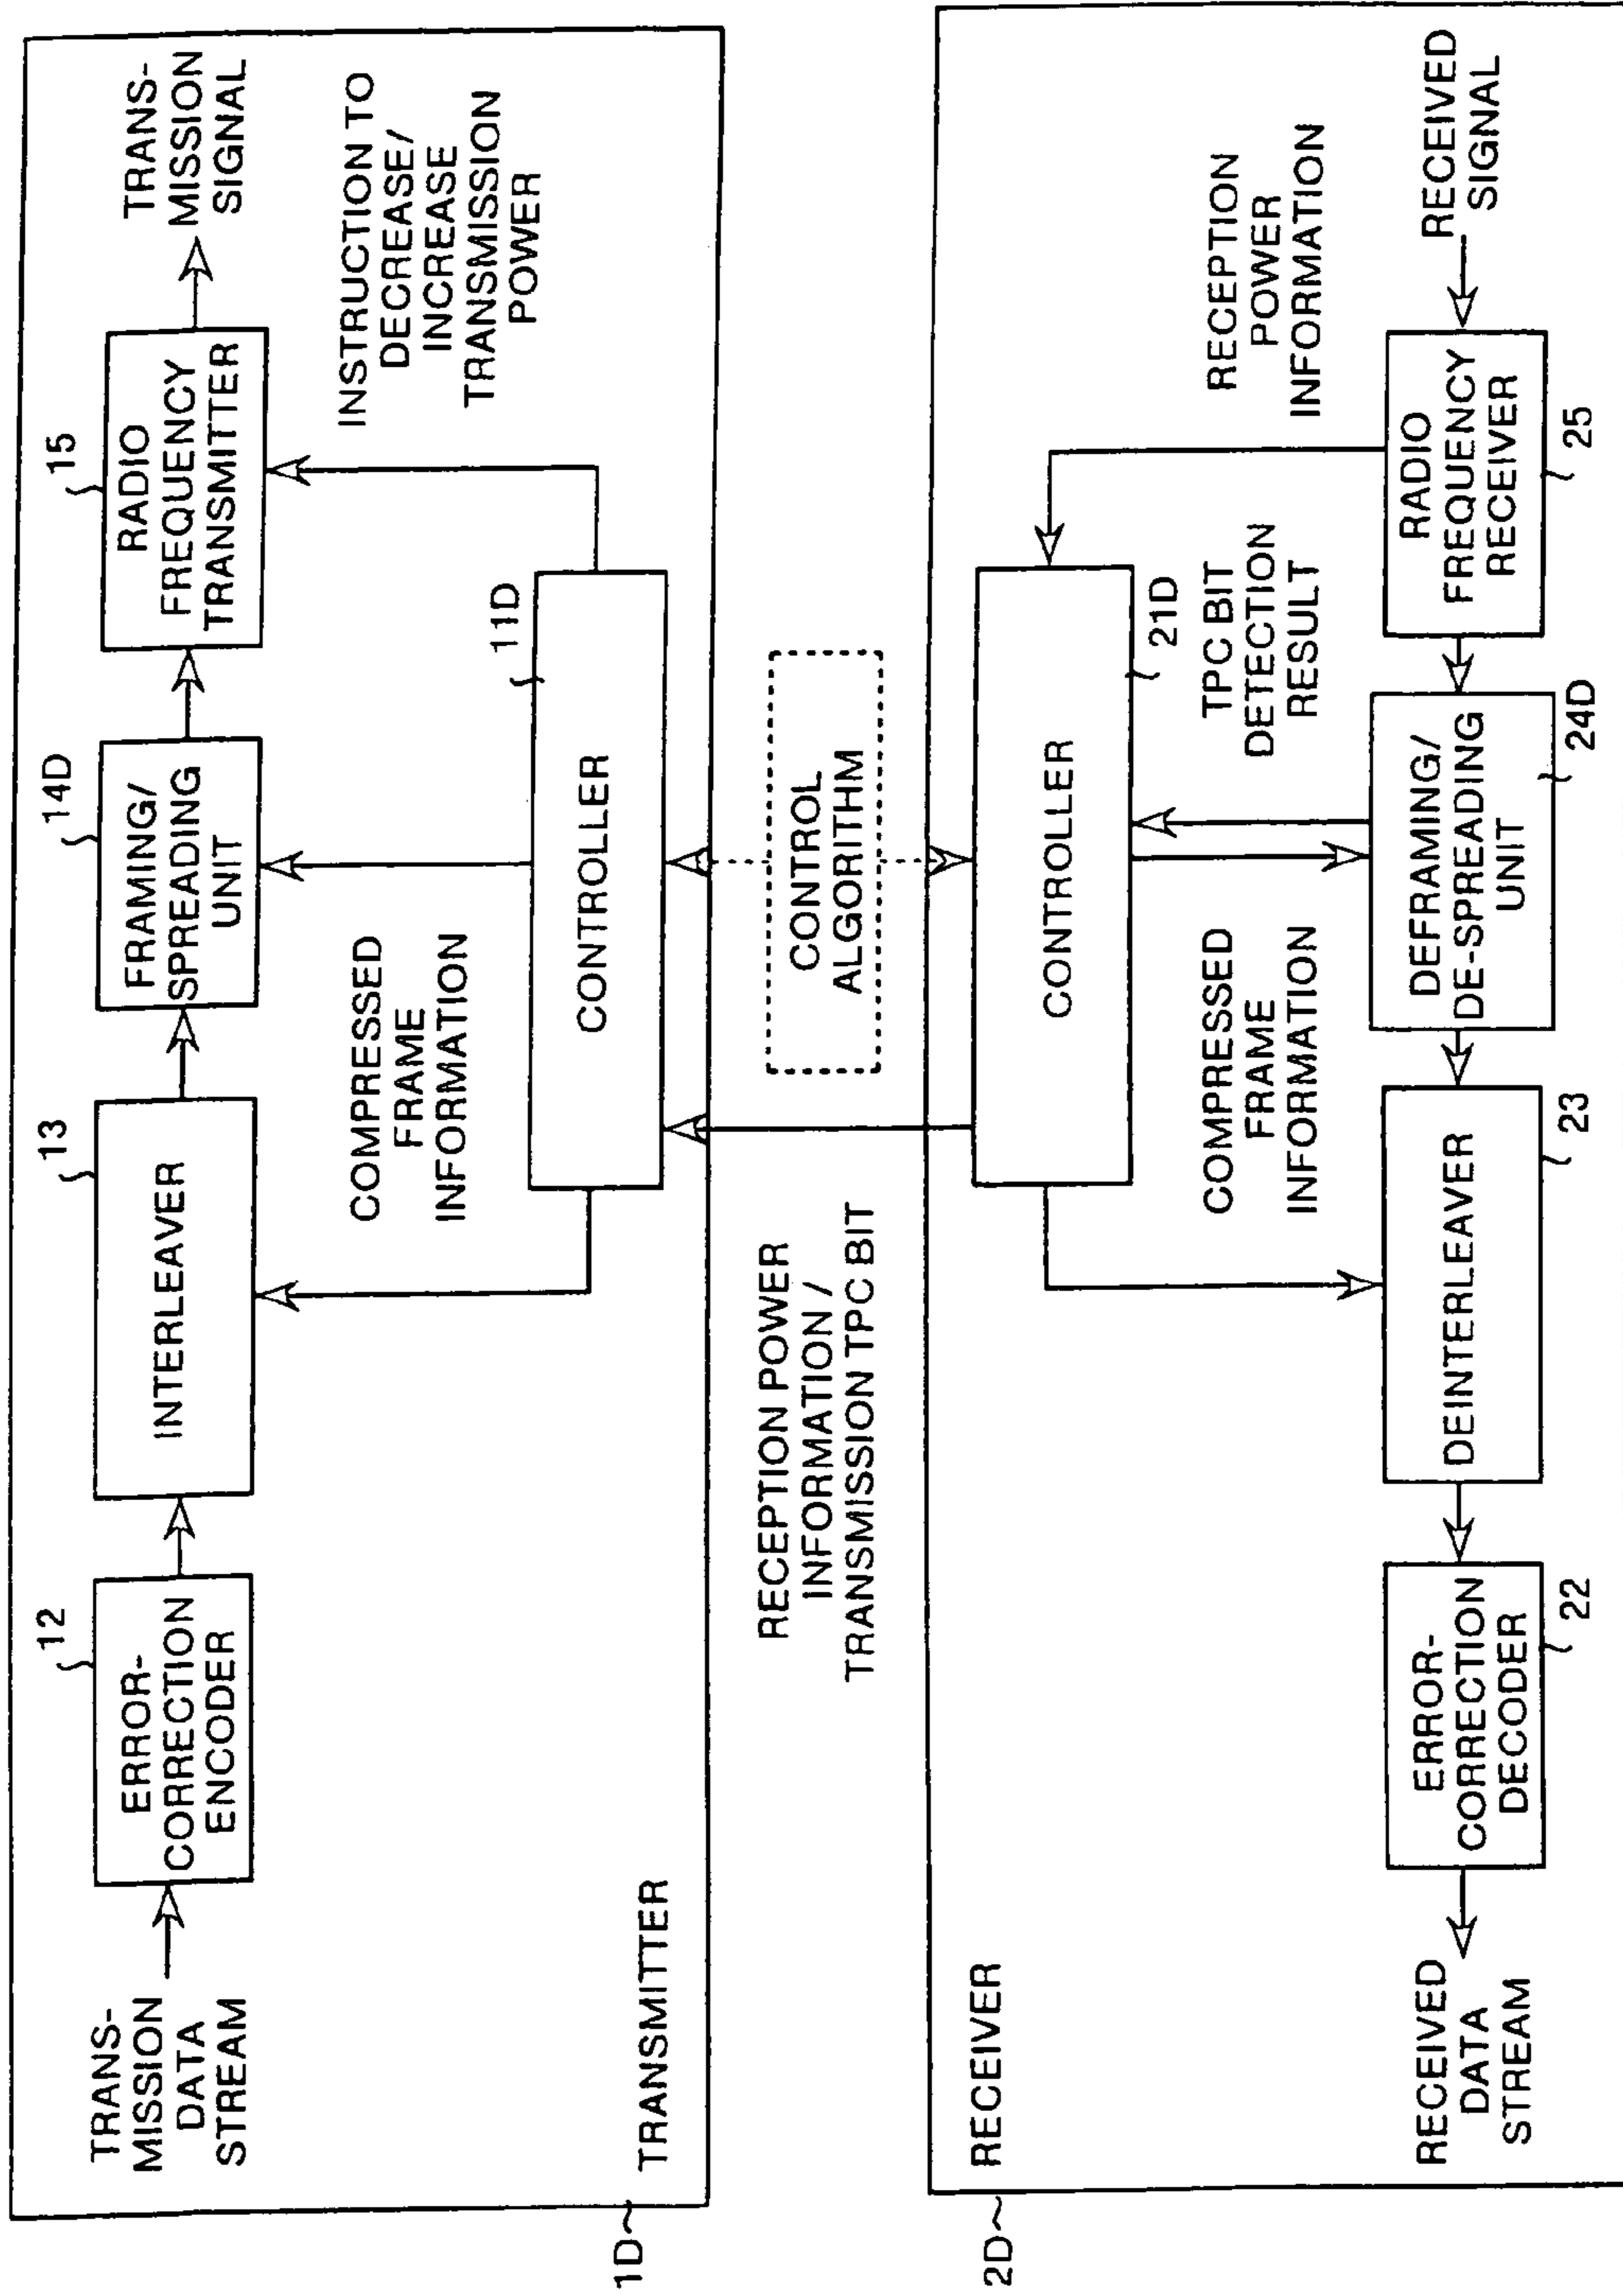 TRANS-
MISSION
DATA
STREAM
12
ERROR-
CORRECTION
ENCODER
13
INTERLEAVER
14D
FRAMING/
SPREADING
UNIT
15
RADIO
FREQUENCY
TRANSMITTER
TRANS-
MISSION
SIGNAL
COMPRESSED
FRAME
INFORMATION
INSTRUCTION TO
DECREASE/
INCREASE
TRANSMISSION
POWER
11D
CONTROLLER
1D
TRANSMITTER
RECEPTION POWER
INFORMATION /
TRANSMISSION TPC BIT
CONTROL
ALGORITHM
2D
RECEIVER
CONTROLLER
21D
COMPRESSED
FRAME
INFORMATION
TPC BIT
DETECTION
RESULT
RECEPTION
POWER
INFORMATION
RECEIVED
DATA
STREAM
ERROR-
CORRECTION
DECODER
22
DEINTERLEAVER
23
DEFRAMING/
DE-SPREADING
UNIT
24D
RADIO
FREQUENCY
RECEIVER
25
RECEIVED
SIGNAL